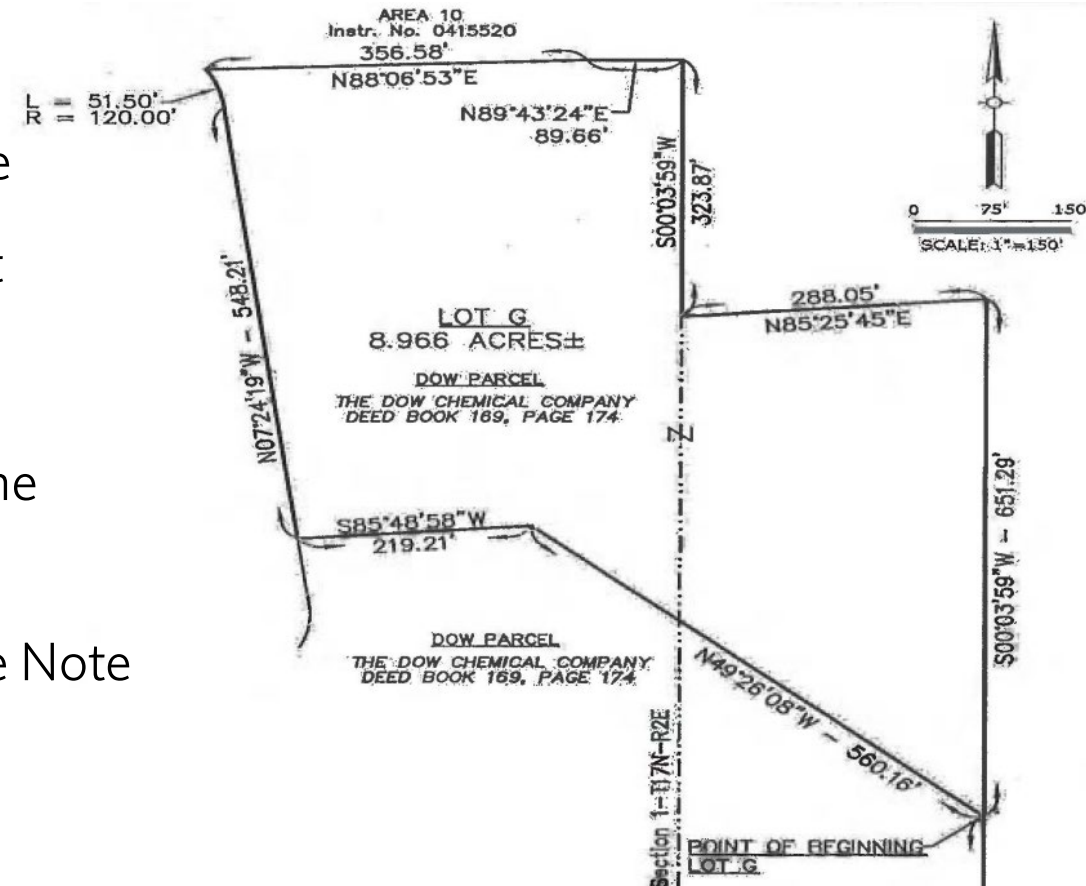 AREA 10
Instr. No. 0415520
356.58'
N88°06'53"E
L = 51.50'
R = 120.00'
N89°43'24"E
89.66'
S00°03'59"W
323.87'
0 75' 150
SCALE: 1"=150'
e
t
288.05'
N85°25'45"E
N07°24'19"W - 548.21'
LOT G
8.966 ACRES±
DOW PARCEL
THE DOW CHEMICAL COMPANY
DEED BOOK 169, PAGE 174
Z
ne
S85°48'58"W
219.21'
S00°03'59"W - 651.29'
DOW PARCEL
THE DOW CHEMICAL COMPANY
DEED BOOK 169, PAGE 174
e Note
N49°26'08"W - 560.16'
Section 1-T17N-R2E
POINT OF BEGINNING
LOT G